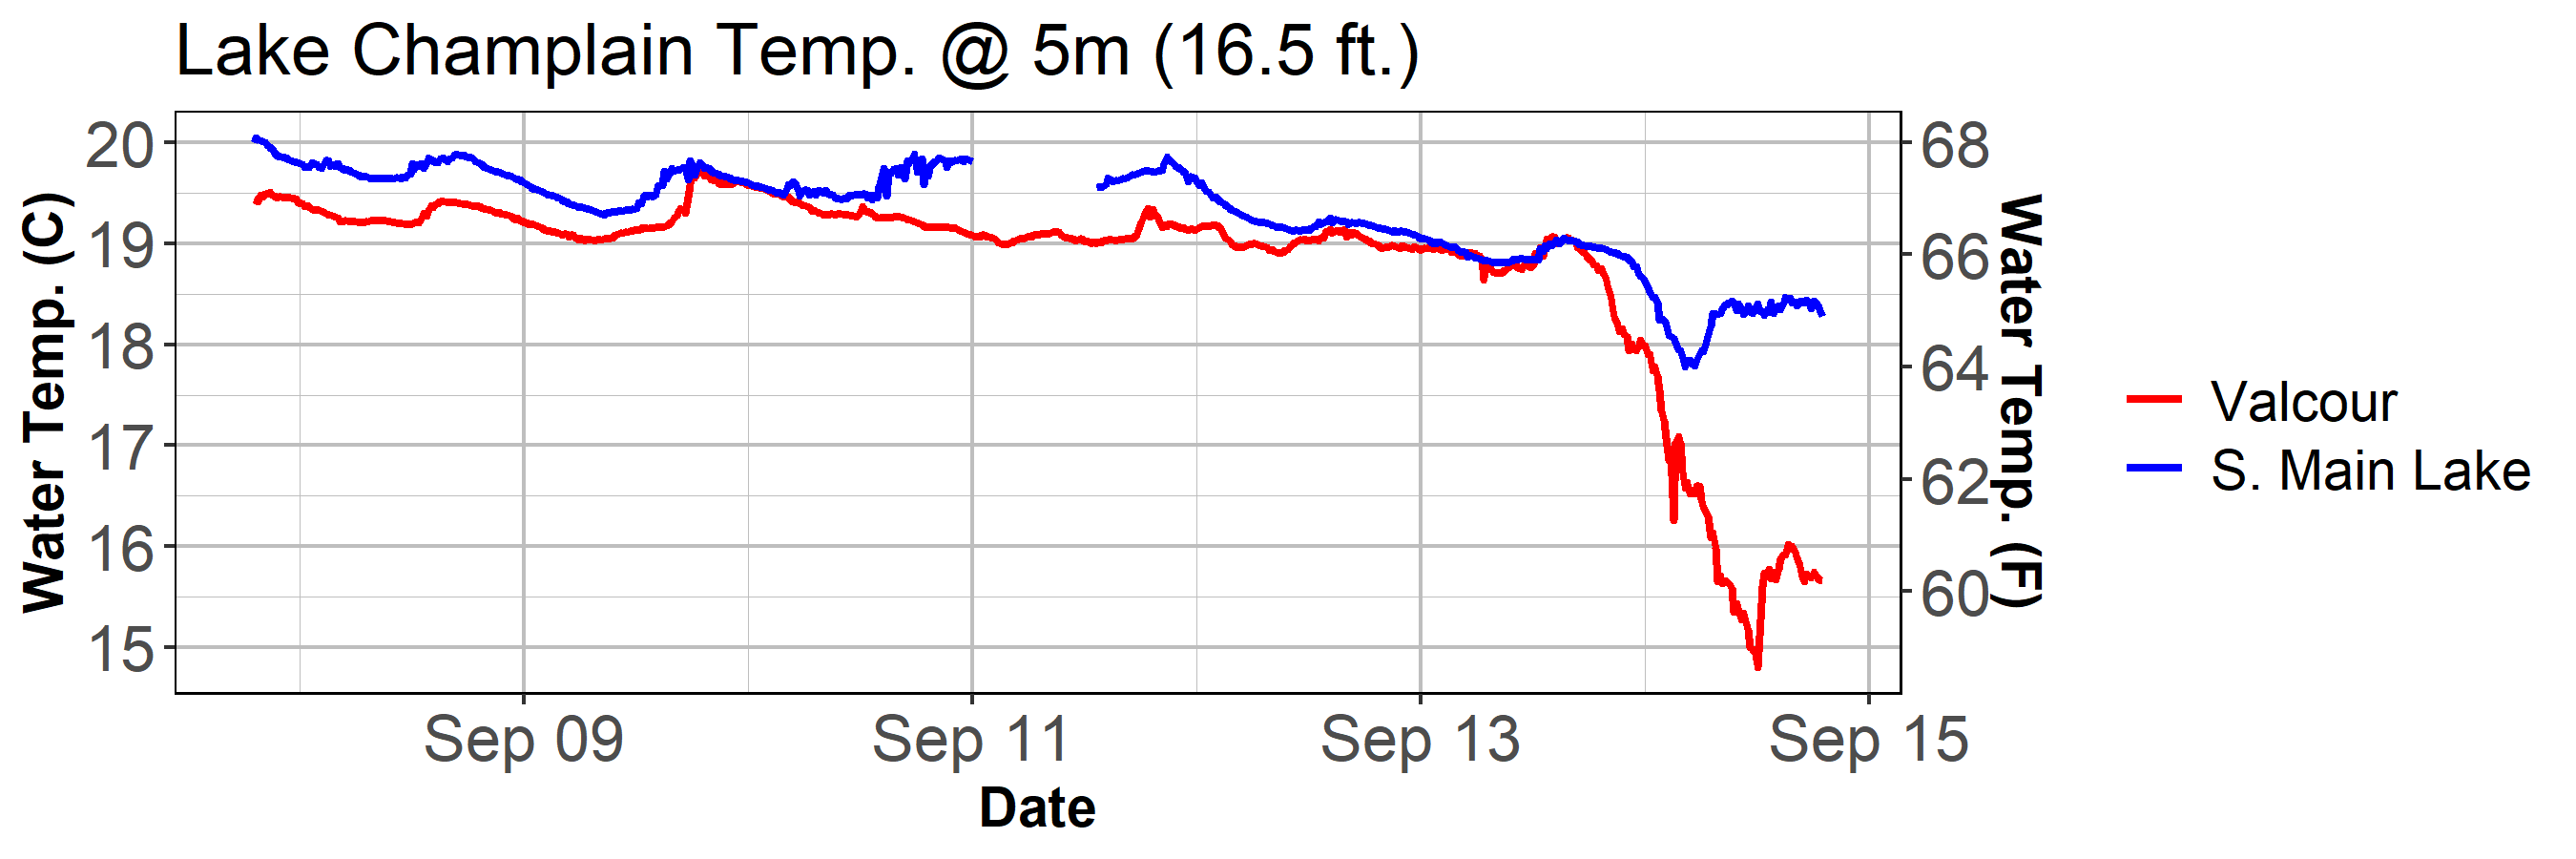 Lake Champlain Temp. @ 5m (16.5 ft.)
Water Temp. (C)
20
19
18
17
16
15
68
66
64
62
60
Water Temp. (F)
Sep 09
Sep 11
Sep 13
Sep 15
Date
Valcour
S. Main Lake